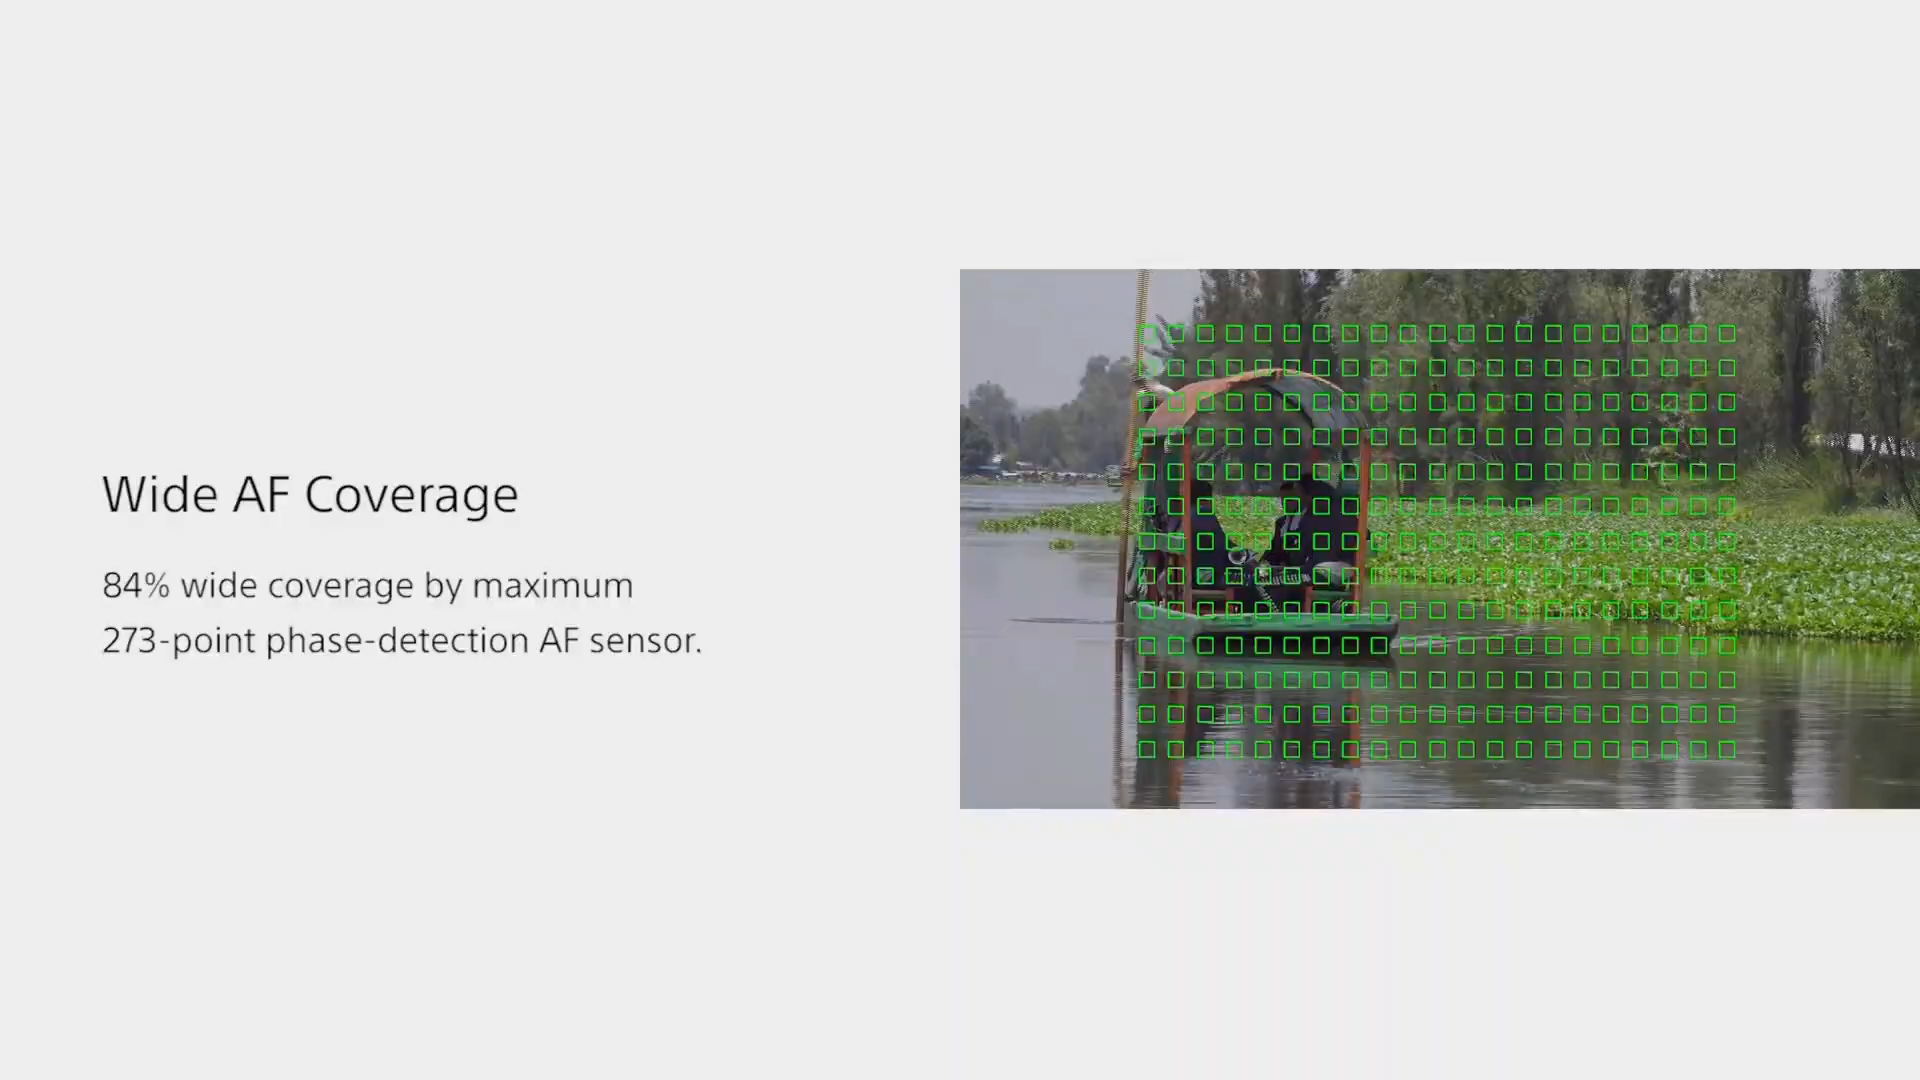 Wide AF Coverage
84% wide coverage by maximum
273-point phase-detection AF sensor.